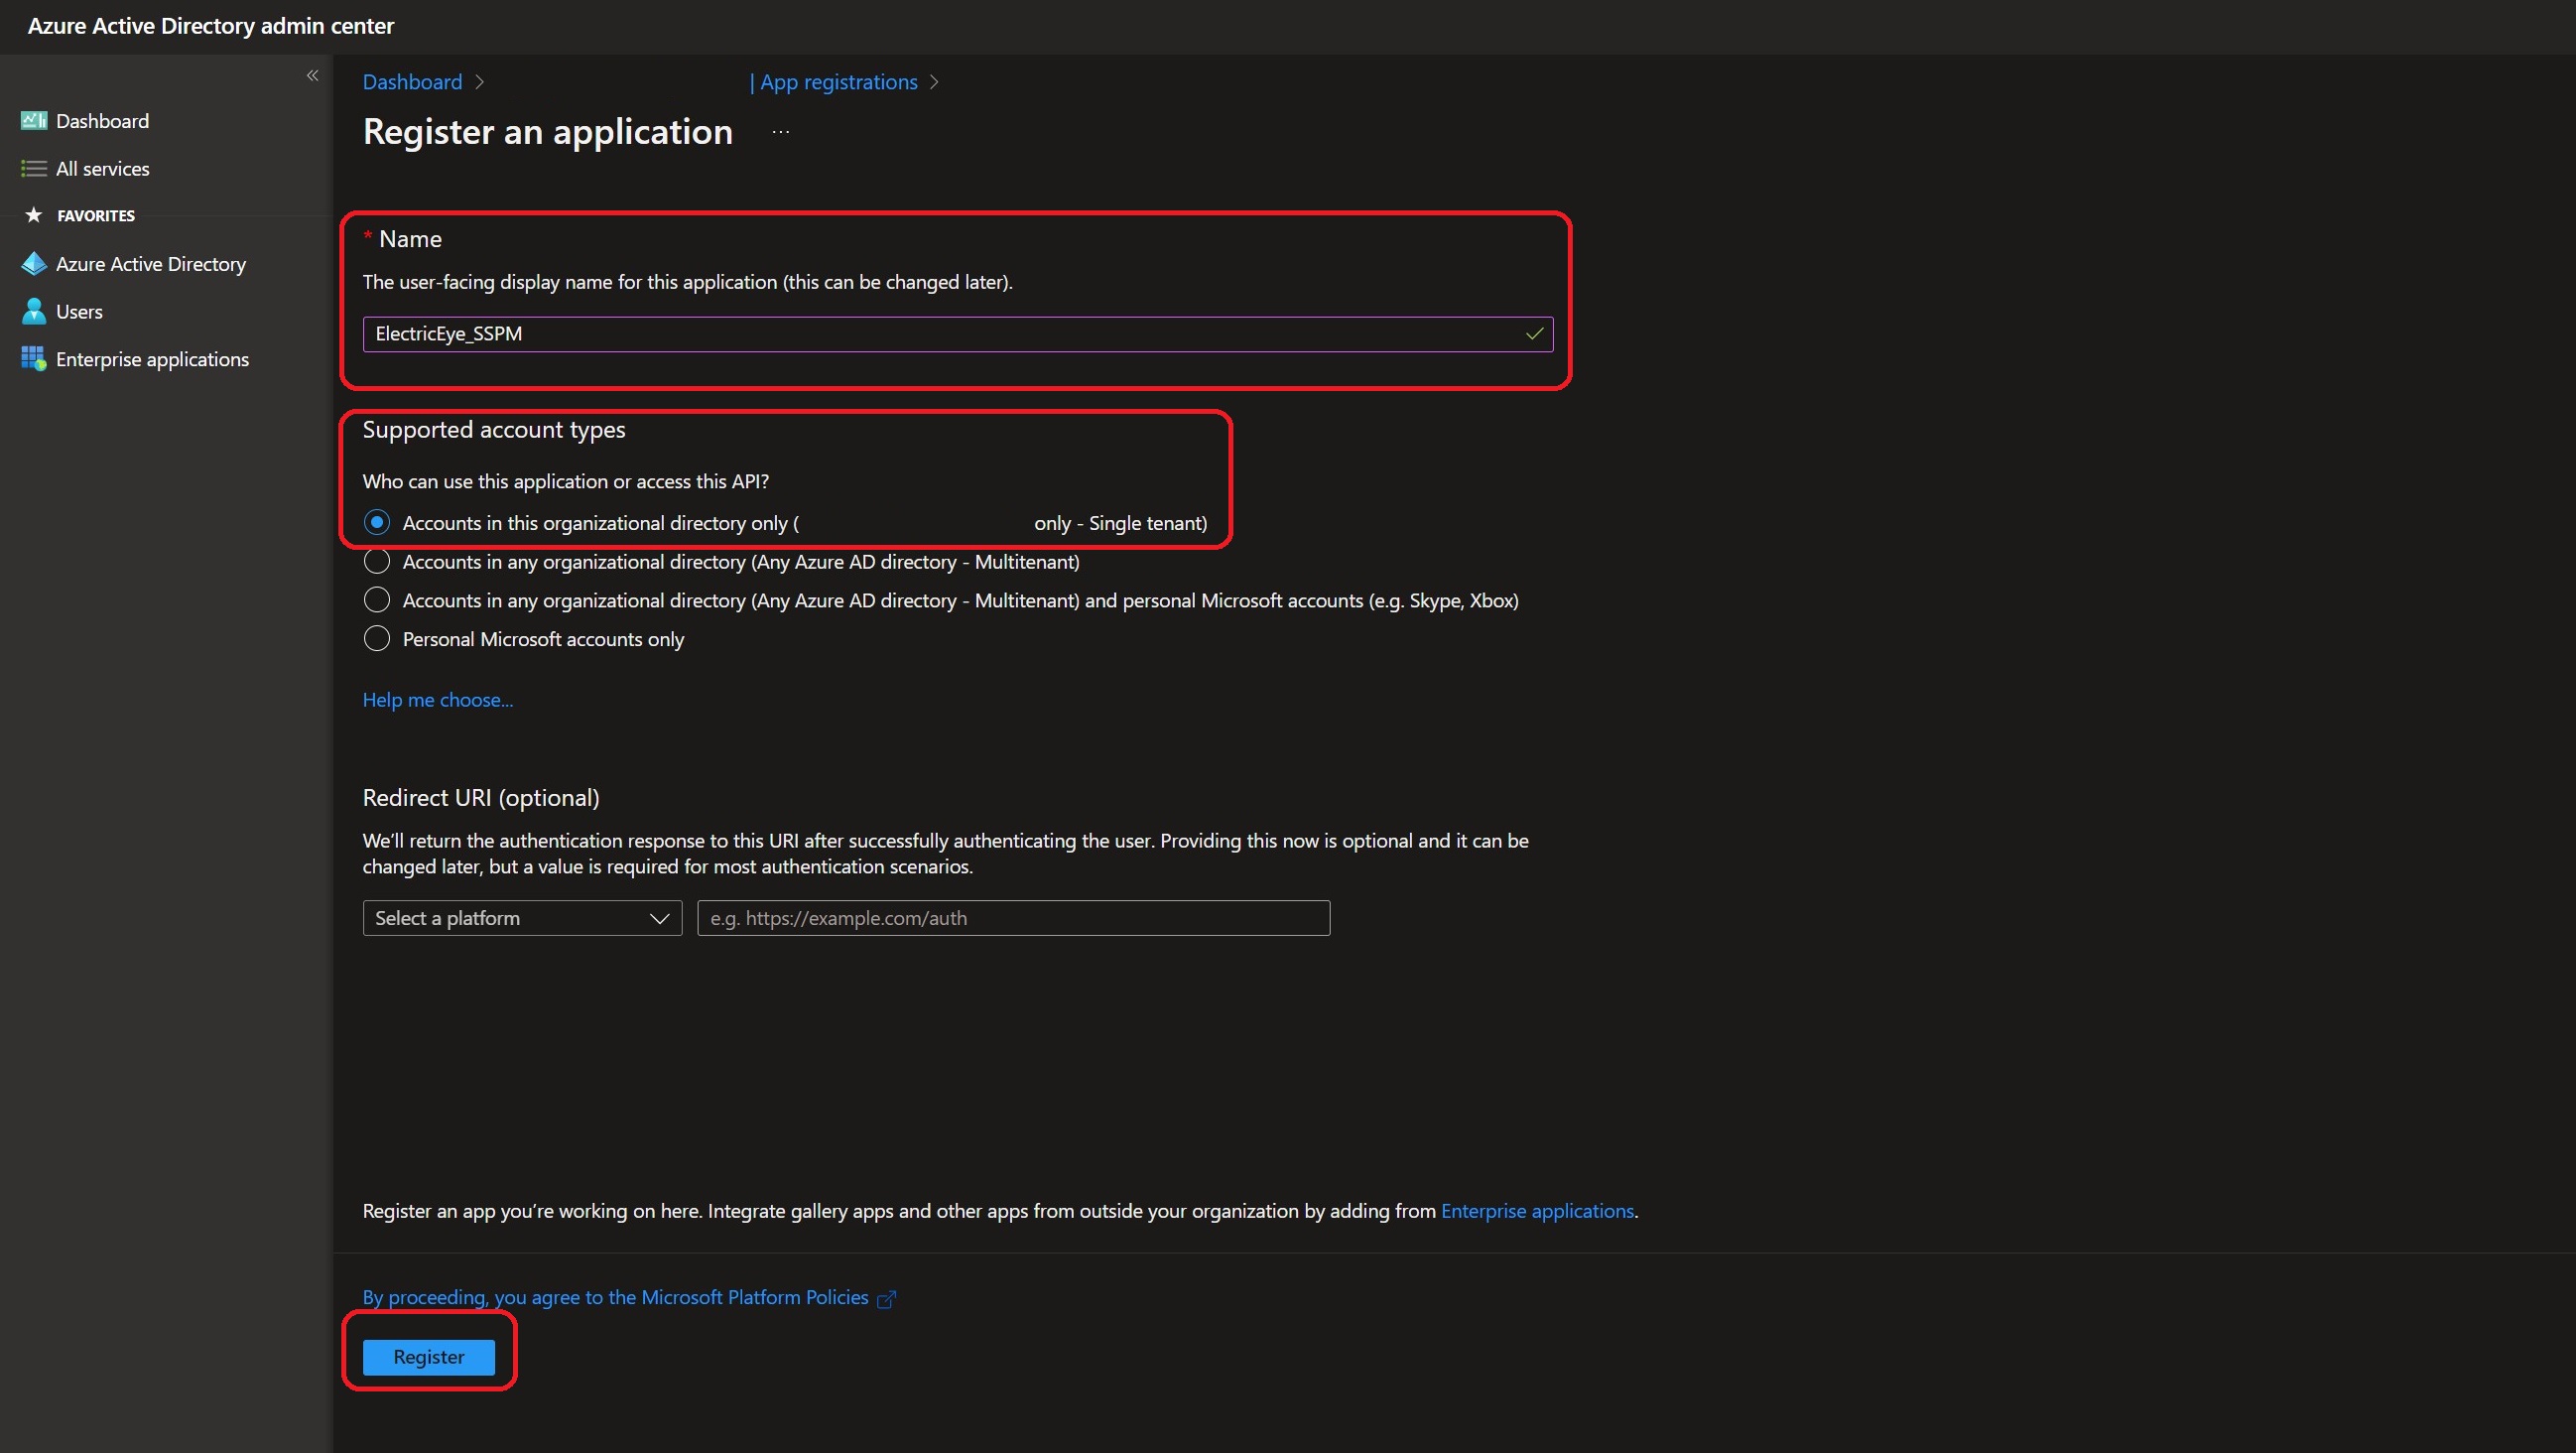 Azure Active Directory admin center
«
Dashboard
All services
FAVORITES
Azure Active Directory
Users
Enterprise applications
Dashboard > | App registrations >
Register an application ...
* Name
The user-facing display name for this application (this can be changed later).
ElectricEye_SSPM
Supported account types
Who can use this application or access this API?
Accounts in this organizational directory only ( only - Single tenant)
Accounts in any organizational directory (Any Azure AD directory - Multitenant)
Accounts in any organizational directory (Any Azure AD directory - Multitenant) and personal Microsoft accounts (e.g. Skype, Xbox)
Personal Microsoft accounts only
Help me choose...
Redirect URI (optional)
We'll return the authentication response to this URI after successfully authenticating the user. Providing this now is optional and it can be
changed later, but a value is required for most authentication scenarios.
Select a platform
e.g. https://example.com/auth
Register an app you're working on here. Integrate gallery apps and other apps from outside your organization by adding from Enterprise applications.
By proceeding, you agree to the Microsoft Platform Policies
Register